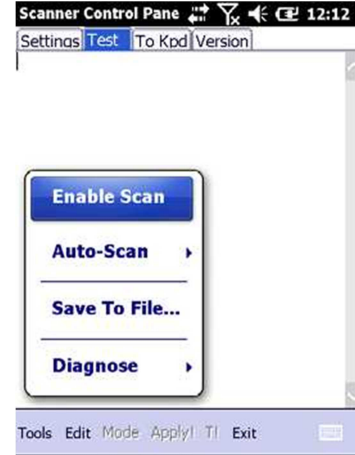 Scanner Control Pane 12:12
Settings Test To Kpd Version
Enable Scan
Auto-Scan
Save To File...
Diagnose
Tools Edit Mode Apply! T! Exit